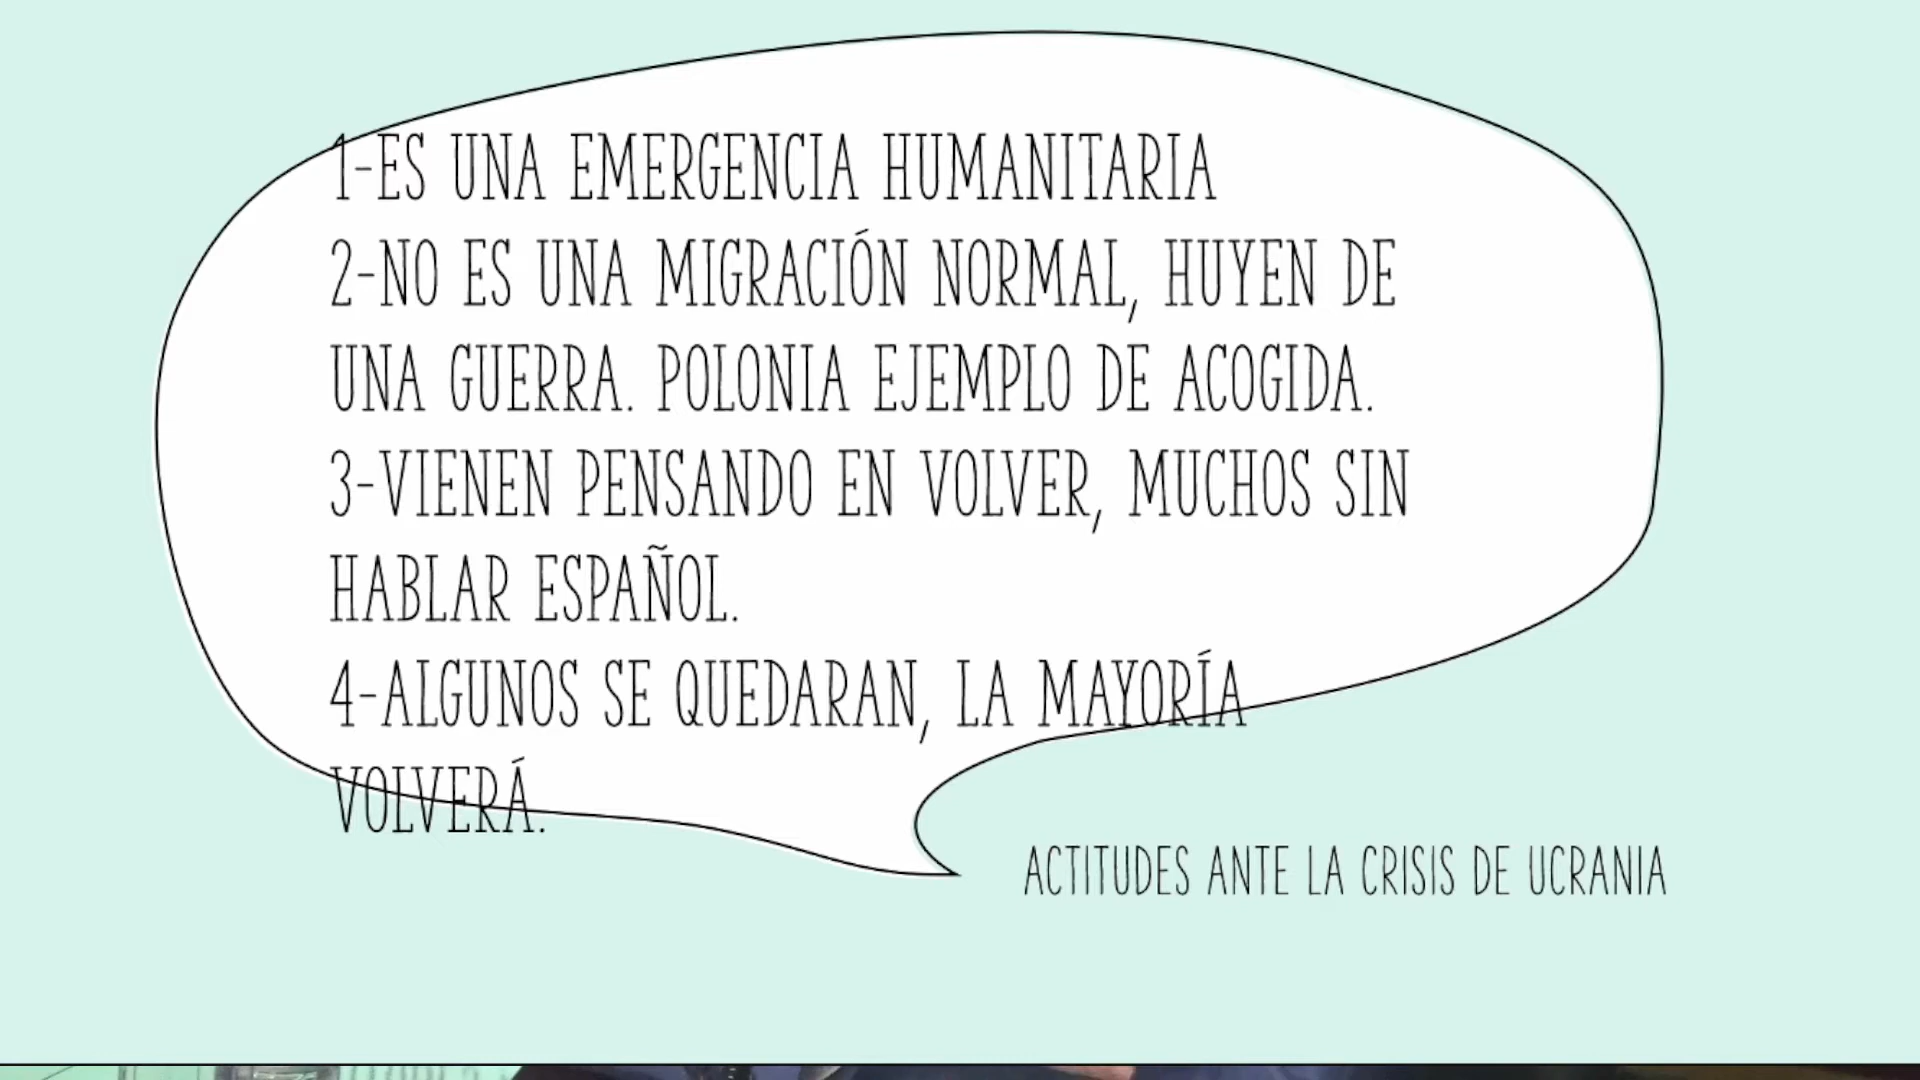 1-ES UNA EMERGENCIA HUMANITARIA
2-NO ES UNA MIGRACIÓN NORMAL, HUYEN DE
UNA GUERRA. POLONIA EJEMPLO DE ACOGIDA.
3-VIENEN PENSANDO EN VOLVER, MUCHOS SIN
HABLAR ESPAÑOL.
4-ALGUNOS SE QUEDARAN, LA MAYORÍA
VOLVERÁ.
ACTITUDES ANTE LA CRISIS DE UCRANIA